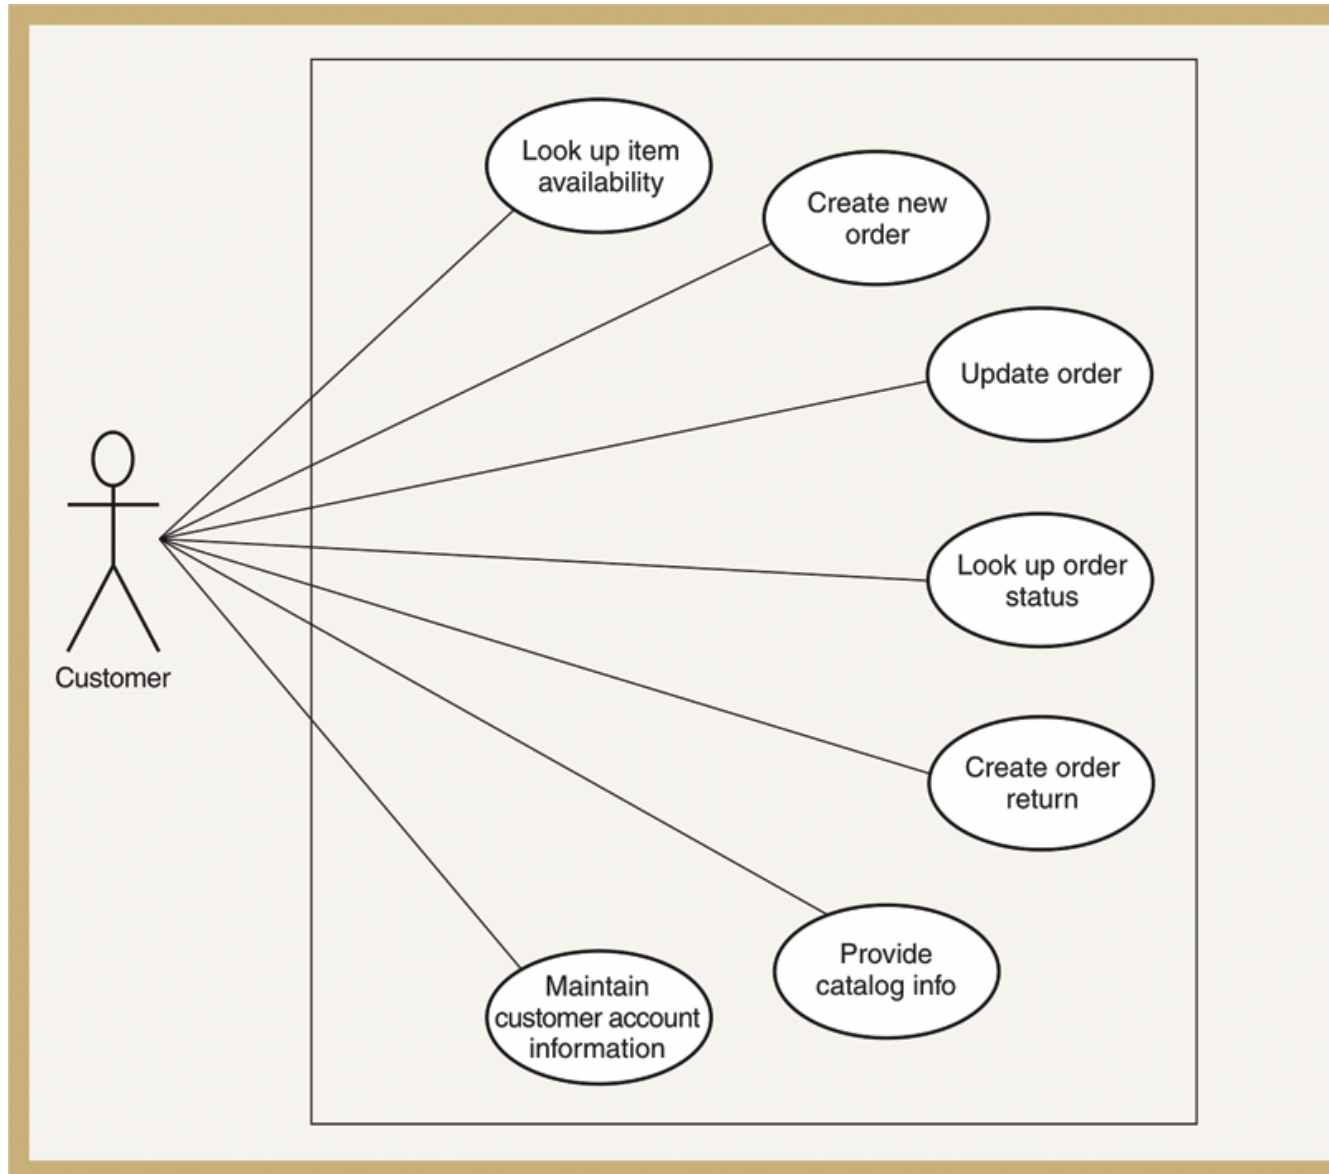 Look up item
availability
Create new
order
Update order
Look up order
status
Customer
Create order
return
Provide
catalog info
Maintain
customer account
information